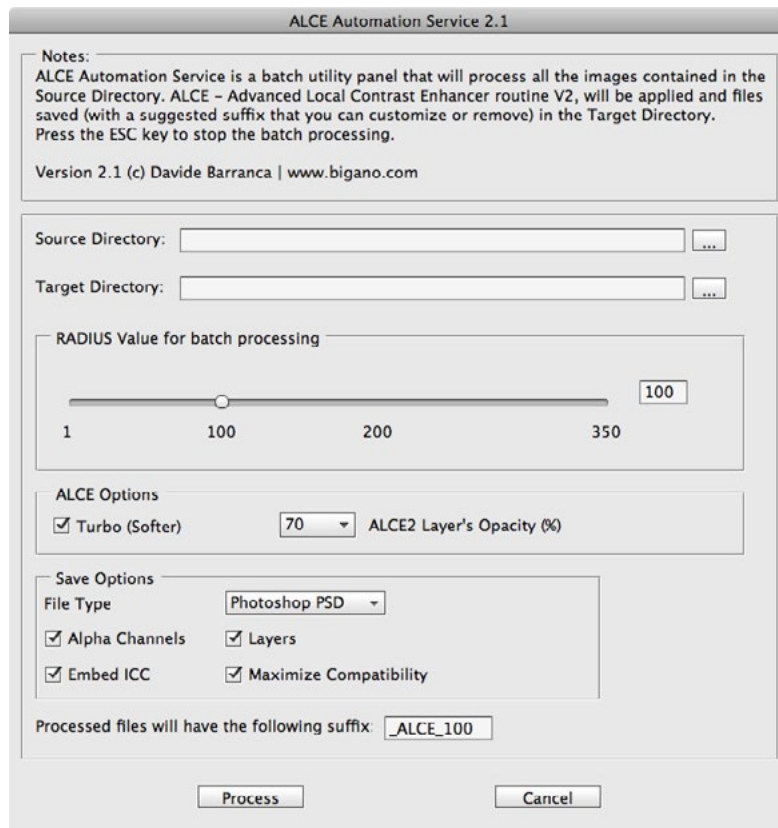 ALCE Automation Service 2.1
Notes:
ALCE Automation Service is a batch utility panel that will process all the images contained in the
Source Directory. ALCE – Advanced Local Contrast Enhancer routine V2, will be applied and files
saved (with a suggested suffix that you can customize or remove) in the Target Directory.
Press the ESC key to stop the batch processing.
Version 2.1 (c) Davide Barranca | www.bigano.com
Source Directory: ...
Target Directory: ...
RADIUS Value for batch processing
100
1 100 200 350
ALCE Options
Turbo (Softer) 70 ALCE2 Layer's Opacity (%)
Save Options
File Type Photoshop PSD
Alpha Channels Layers
Embed ICC Maximize Compatibility
Processed files will have the following suffix: _ALCE_100
Process Cancel